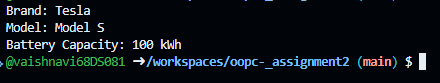 Brand: Tesla
Model: Model S
Battery Capacity: 100 kWh
@vaishnavi68DS081 ➜/workspaces/oopc-_assignment2 (main) $